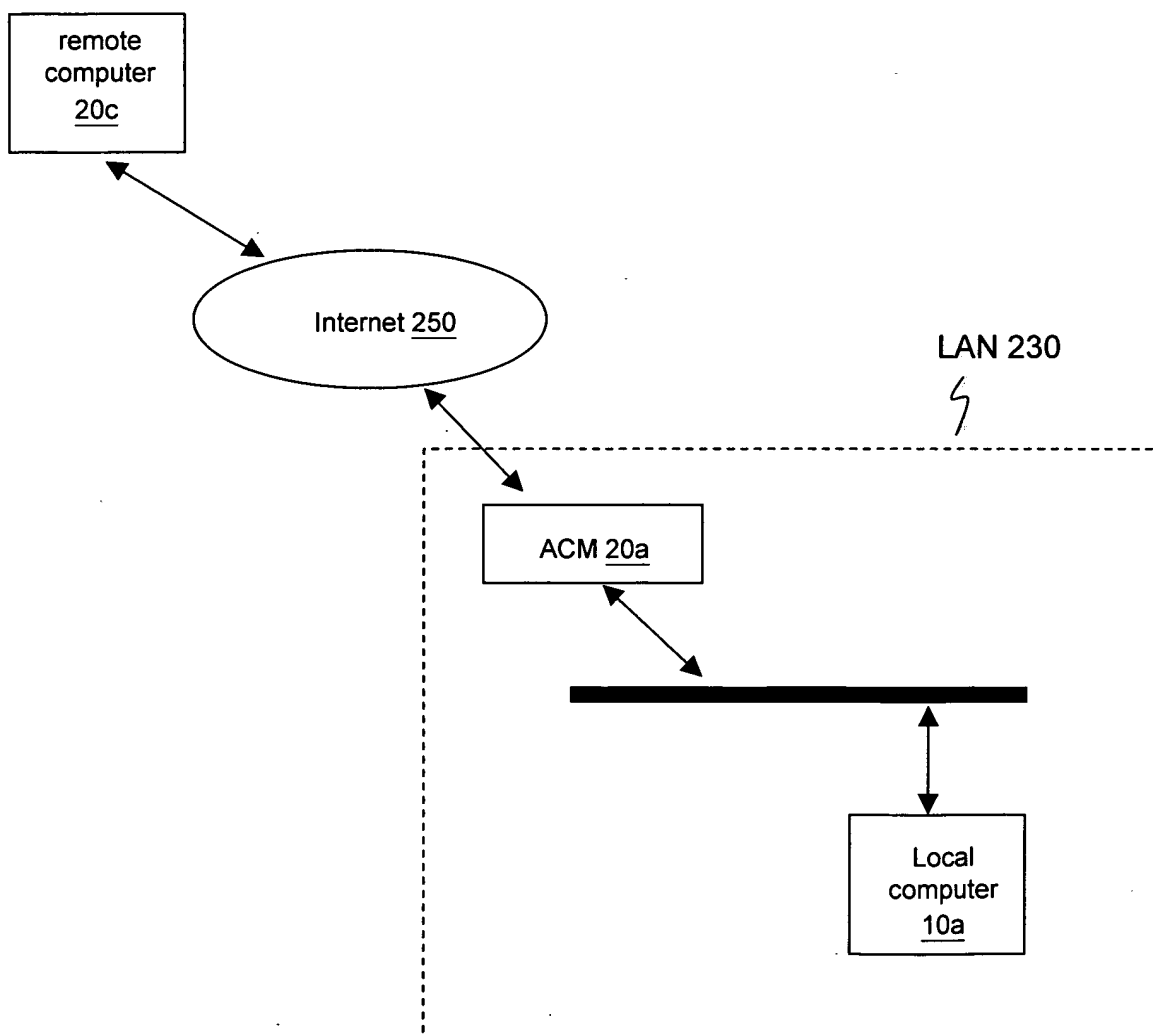 remote
computer
20c
Internet 250
LAN 230
ACM 20a
Local
computer
10a